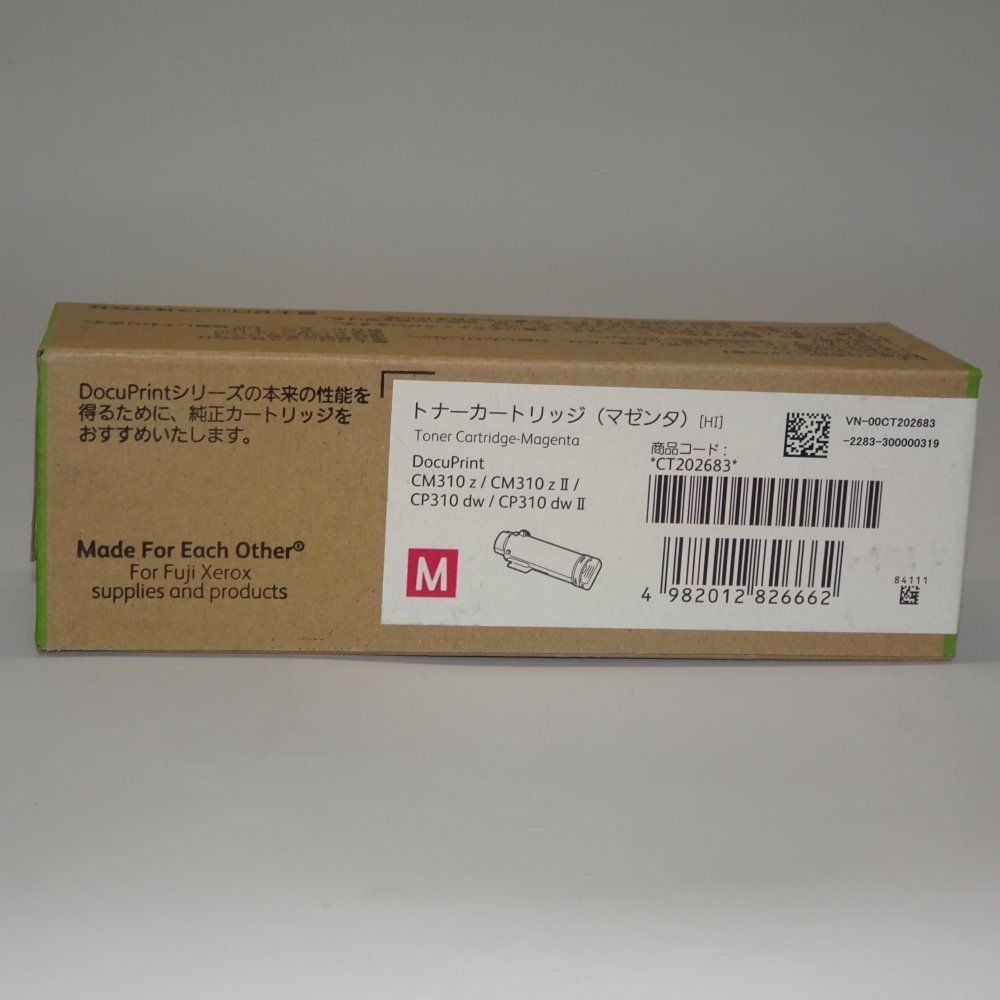 DocuPrintシリーズの本来の性能を
得るために、純正カートリッジを
おすすめいたします。
Made For Each Other®
For Fuji Xerox
supplies and products
トナーカートリッジ（マゼンタ）[HI]
Toner Cartridge-Magenta
DocuPrint
CM310 z / CM310 z Ⅱ /
CP310 dw / CP310 dw Ⅱ
M
商品コード：
*CT202683*
VN-00CT202683
-2283-300000319
4 982012 826662
84111